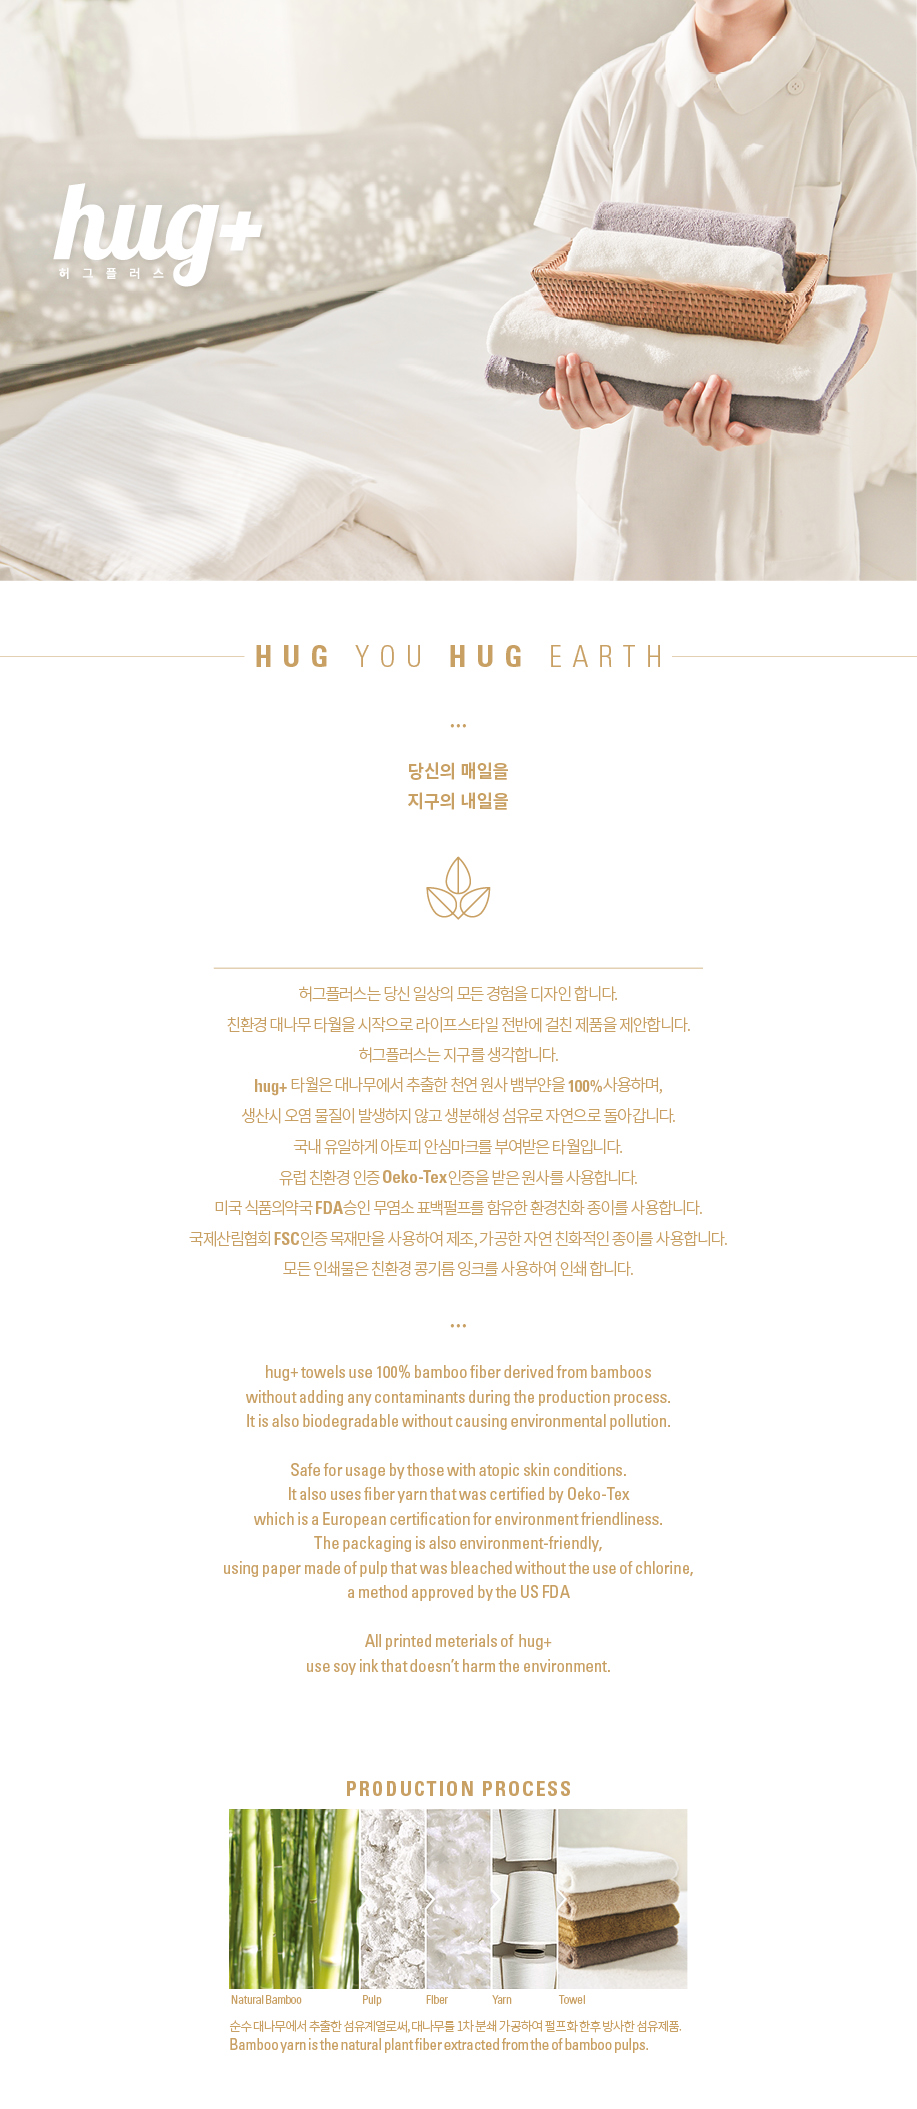 hug+
허그플러스
HUG YOU HUG EARTH
...
당신의 매일을
지구의 내일을
허그플러스는 당신 일상의 모든 경험을 디자인 합니다.
친환경 대나무 타월을 시작으로 라이프스타일 전반에 걸친 제품을 제안합니다.
허그플러스는 지구를 생각합니다.
hug+ 타월은 대나무에서 추출한 천연 원사 뱀부얀을 100%사용하며,
생산시 오염 물질이 발생하지 않고 생분해성 섬유로 자연으로 돌아갑니다.
국내 유일하게 아토피 안심마크를 부여받은 타월입니다.
유럽 친환경 인증 Oeko-Tex인증을 받은 원사를 사용합니다.
미국 식품의약국 FDA승인 무염소 표백펄프를 함유한 환경친화 종이를 사용합니다.
국제산림협회 FSC인증 목재만을 사용하여 제조, 가공한 자연 친화적인 종이를 사용합니다.
모든 인쇄물은 친환경 콩기름 잉크를 사용하여 인쇄 합니다.
...
hug+ towels use 100% bamboo fiber derived from bamboos
without adding any contaminants during the production process.
It is also biodegradable without causing environmental pollution.
Safe for usage by those with atopic skin conditions.
It also uses fiber yarn that was certified by Oeko-Tex
which is a European certification for environment friendliness.
The packaging is also environment-friendly,
using paper made of pulp that was bleached without the use of chlorine,
a method approved by the US FDA
All printed meterials of hug+
use soy ink that doesn't harm the environment.
PRODUCTION PROCESS
Natural Bamboo Pulp Fiber Yarn Towel
순수 대나무에서 추출한 섬유계열로써, 대나무를 1차 분쇄 가공하여 펄프화 한후 방사한 섬유제품.
Bamboo yarn is the natural plant fiber extracted from the of bamboo pulps.